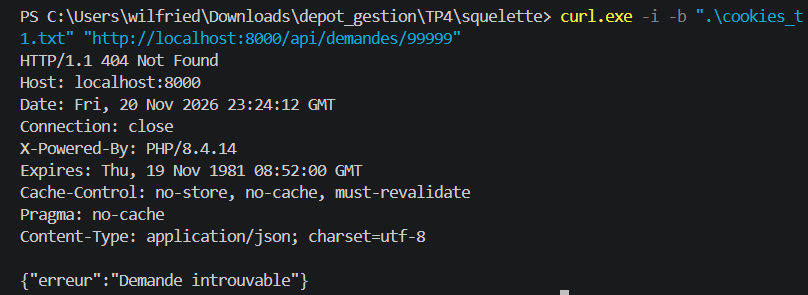 PS C:\Users\wilfried\Downloads\depot_gestion\TP4\squelette> curl.exe -i -b ".\cookies_t
1.txt" "http://localhost:8000/api/demandes/99999"
HTTP/1.1 404 Not Found
Host: localhost:8000
Date: Fri, 20 Nov 2026 23:24:12 GMT
Connection: close
X-Powered-By: PHP/8.4.14
Expires: Thu, 19 Nov 1981 08:52:00 GMT
Cache-Control: no-store, no-cache, must-revalidate
Pragma: no-cache
Content-Type: application/json; charset=utf-8
{"erreur":"Demande introuvable"}